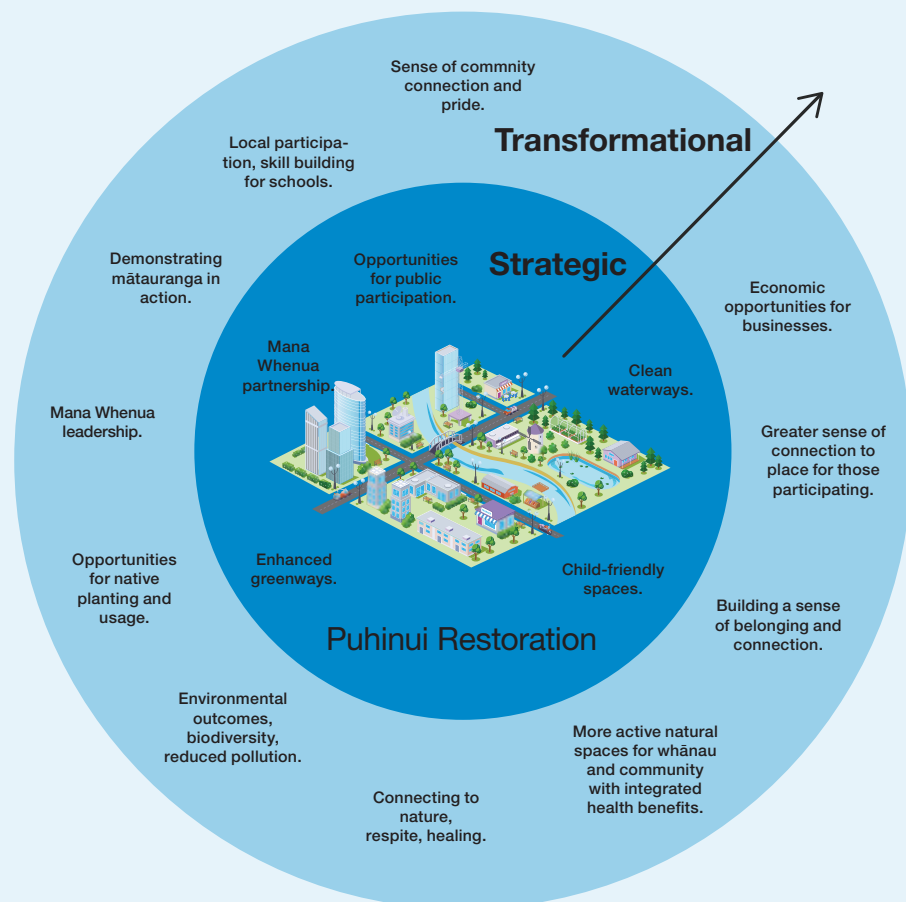 Sense of commnity
connection and
pride.
Transformational
Local participa-
tion, skill building
for schools.
Demonstrating
mātauranga in
action.
Opportunities
for public
participation.
Strategic
Economic
opportunities for
businesses.
Mana
Whenua
partnership.
Clean
waterways.
Mana Whenua
leadership.
Greater sense of
connection to
place for those
participating.
Opportunities
for native
planting and
usage.
Enhanced
greenways.
Child-friendly
spaces.
Building a sense
of belonging and
connection.
Puhinui Restoration
Environmental
outcomes,
biodiversity,
reduced pollution.
More active natural
spaces for whānau
and community
with integrated
health benefits.
Connecting to
nature,
respite, healing.